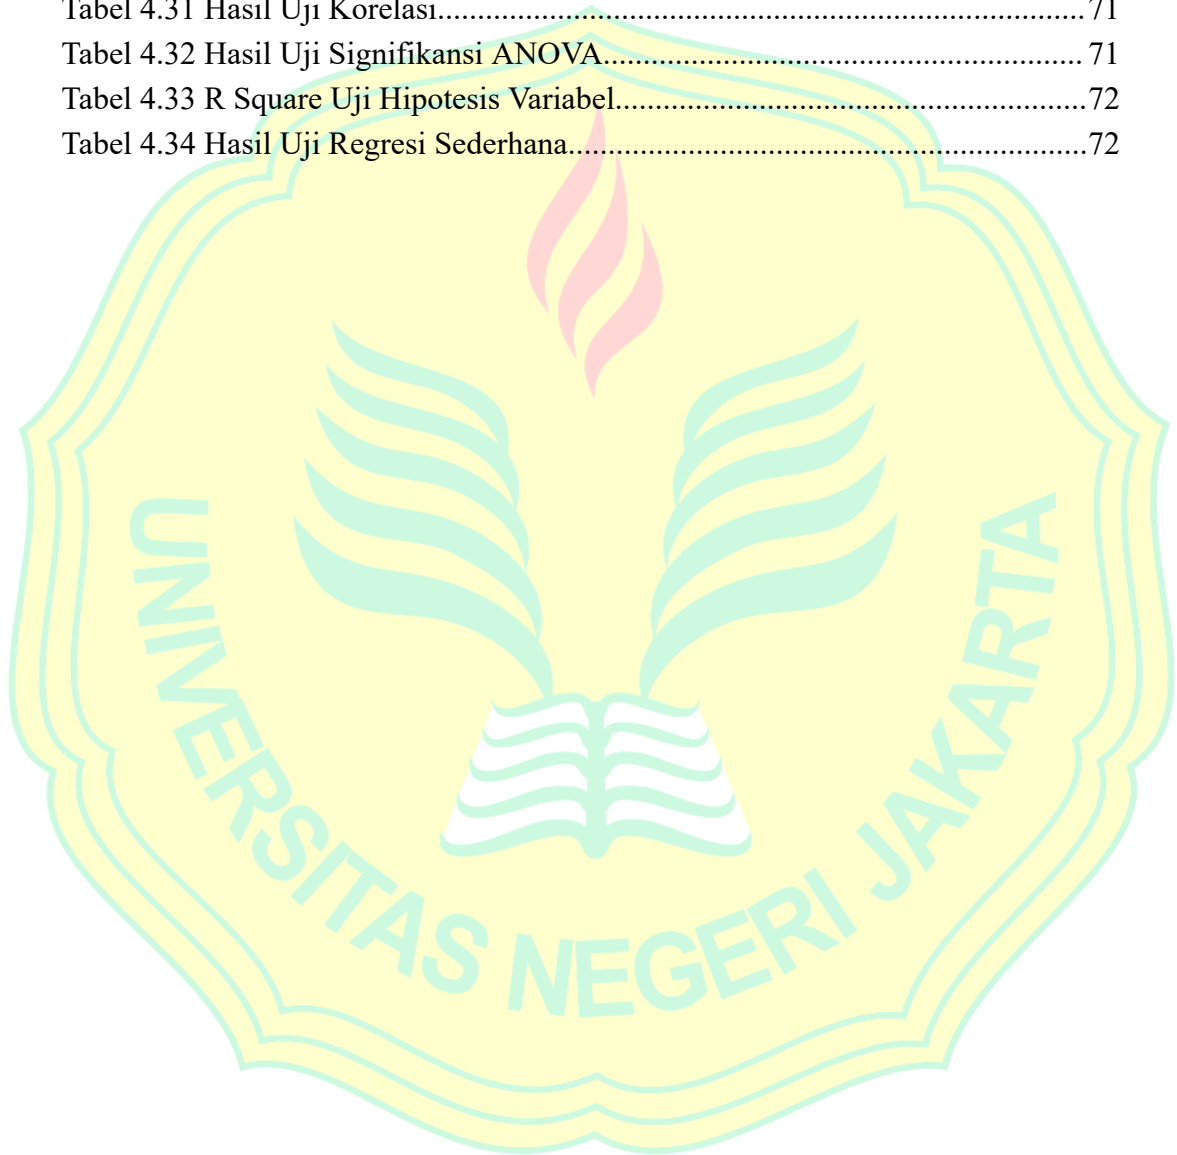 Tabel 4.31 Hasil Uji Korelasi........................................................................71
Tabel 4.32 Hasil Uji Signifikansi ANOVA.....................................................71
Tabel 4.33 R Square Uji Hipotesis Variabel...................................................72
Tabel 4.34 Hasil Uji Regresi Sederhana.........................................................72
UNIVERSITAS NEGERI JAKARTA